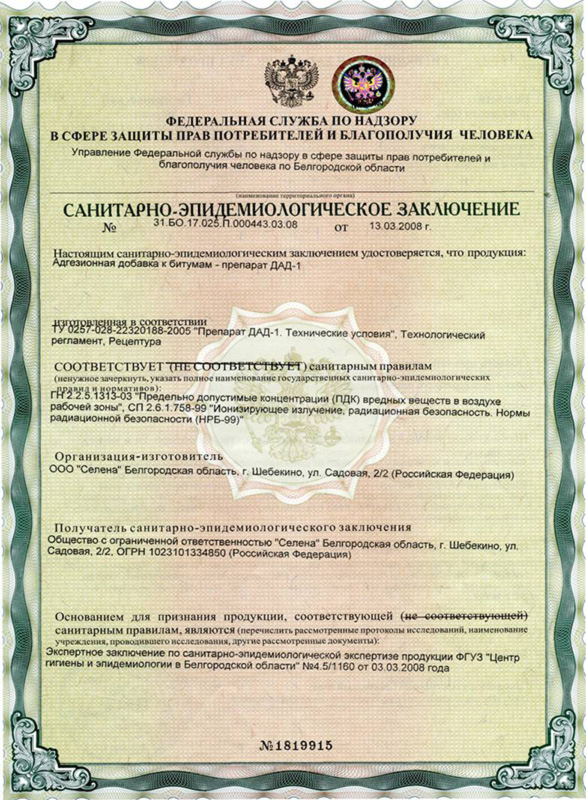 ФЕДЕРАЛЬНАЯ СЛУЖБА ПО НАДЗОРУ
В СФЕРЕ ЗАЩИТЫ ПРАВ ПОТРЕБИТЕЛЕЙ И БЛАГОПОЛУЧИЯ ЧЕЛОВЕКА
Управление Федеральной службы по надзору в сфере защиты прав потребителей и
благополучия человека по Белгородской области
(наименование территориального органа)
САНИТАРНО-ЭПИДЕМИОЛОГИЧЕСКОЕ ЗАКЛЮЧЕНИЕ
№ 31.БО.17.025.П.000443.03.08 от 13.03.2008 г.
Настоящим санитарно-эпидемиологическим заключением удостоверяется, что продукция:
Адгезионная добавка к битумам - препарат ДАД-1
изготовленная в соответствии
ТУ 0257-028-22320188-2005 "Препарат ДАД-1. Технические условия", Технологический
регламент, Рецептура
СООТВЕТСТВУЕТ (НЕ СООТВЕТСТВУЕТ) санитарным правилам
(ненужное зачеркнуть, указать полное наименование государственных санитарно-эпидемиологических
правил и нормативов):
ГН 2.2.5.1313-03 "Предельно допустимые концентрации (ПДК) вредных веществ в воздухе
рабочей зоны", СП 2.6.1.758-99 "Ионизирующее излучение, радиационная безопасность. Нормы
радиационной безопасности (НРБ-99)"
Организация-изготовитель
ООО "Селена" Белгородская область, г. Шебекино, ул. Садовая, 2/2 (Российская Федерация)
Получатель санитарно-эпидемиологического заключения
Общество с ограниченной ответственностью "Селена" Белгородская область, г. Шебекино, ул.
Садовая, 2/2, ОГРН 1023101334850 (Российская Федерация)
Основанием для признания продукции, соответствующей (не соответствующей)
санитарным правилам, являются (перечислить рассмотренные протоколы исследований, наименование
учреждения, проводившего исследования, другие рассмотренные документы):
Экспертное заключение по санитарно-эпидемиологической экспертизе продукции ФГУЗ "Центр
гигиены и эпидемиологии в Белгородской области" №4.5/1160 от 03.03.2008 года
№1819915